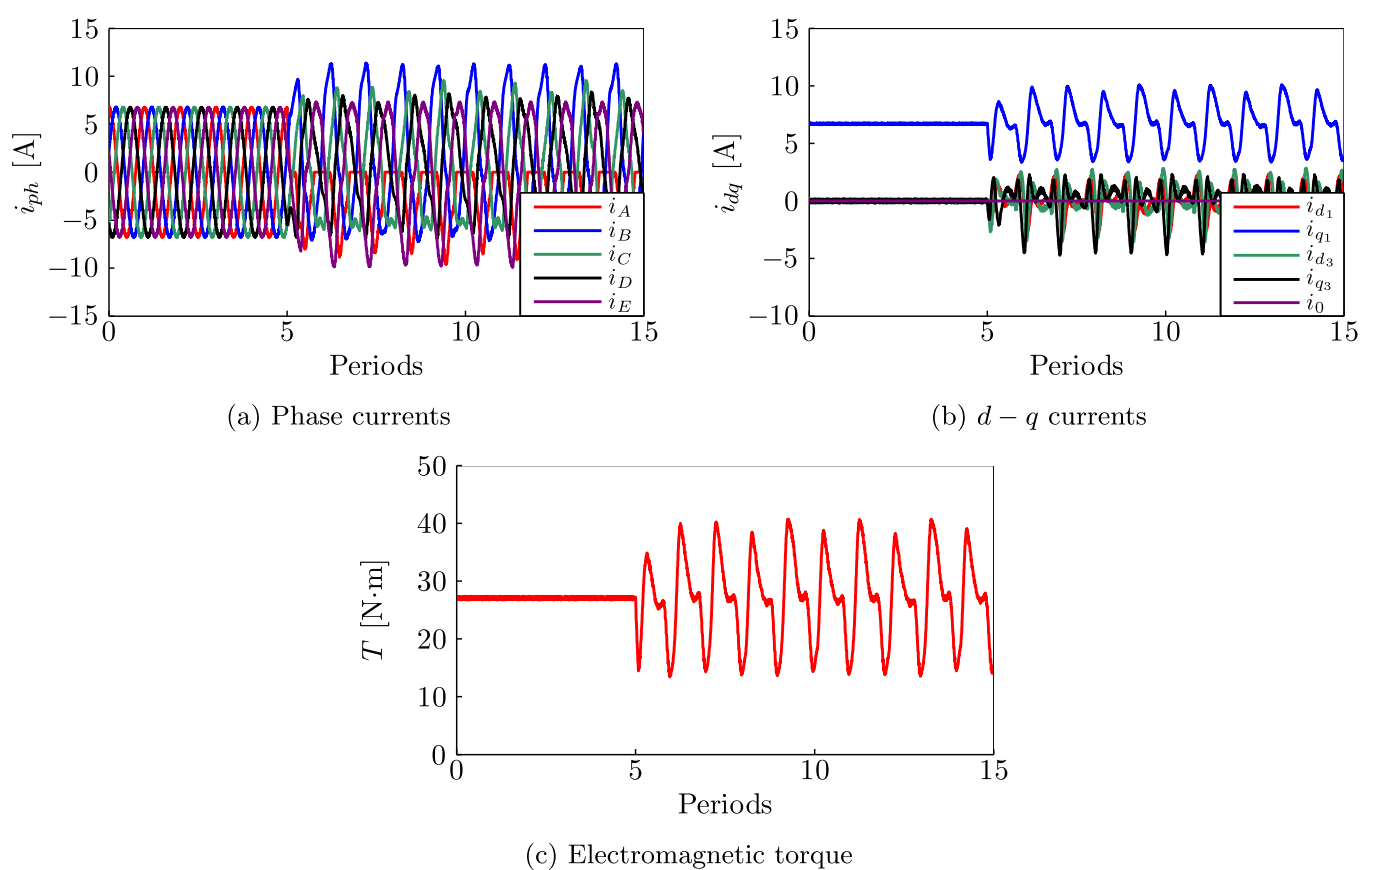 15
10
5
0
−5
−10
−15
i_ph [A]
0 5 10 15
Periods
i_A
i_B
i_C
i_D
i_E
(a) Phase currents
15
10
5
0
−5
−10
i_dq [A]
0 5 10 15
Periods
i_d1
i_q1
i_d3
i_q3
i_0
(b) d − q currents
50
40
30
20
10
0
T [N·m]
0 5 10 15
Periods
(c) Electromagnetic torque